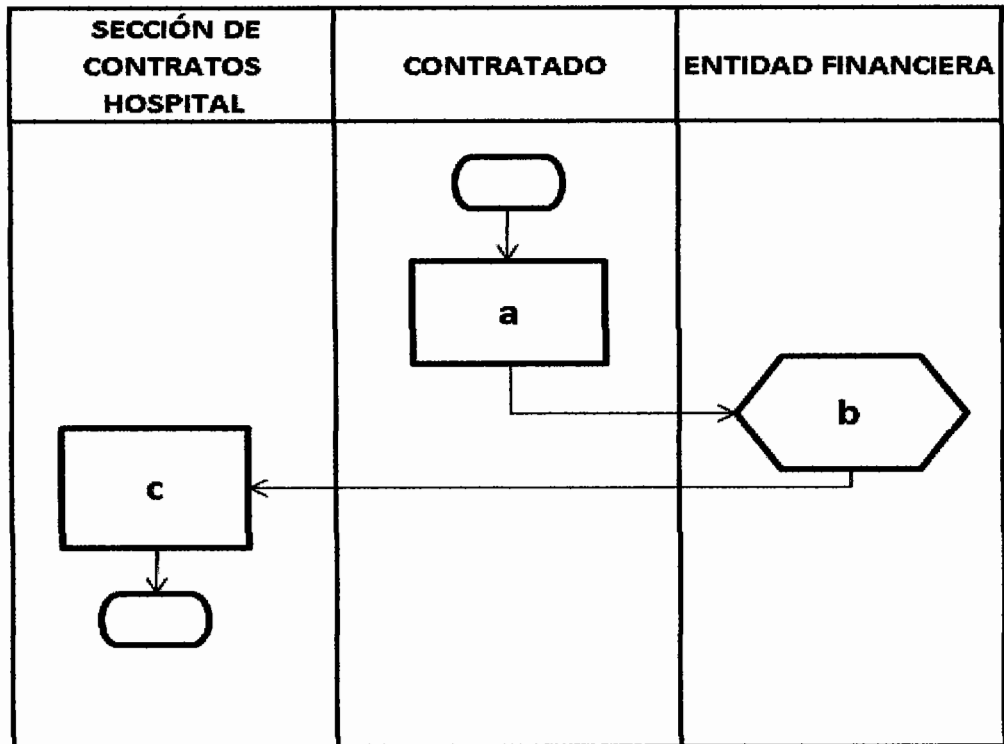 SECCIÓN DE
CONTRATOS
HOSPITAL
CONTRATADO
ENTIDAD FINANCIERA
a
b
c